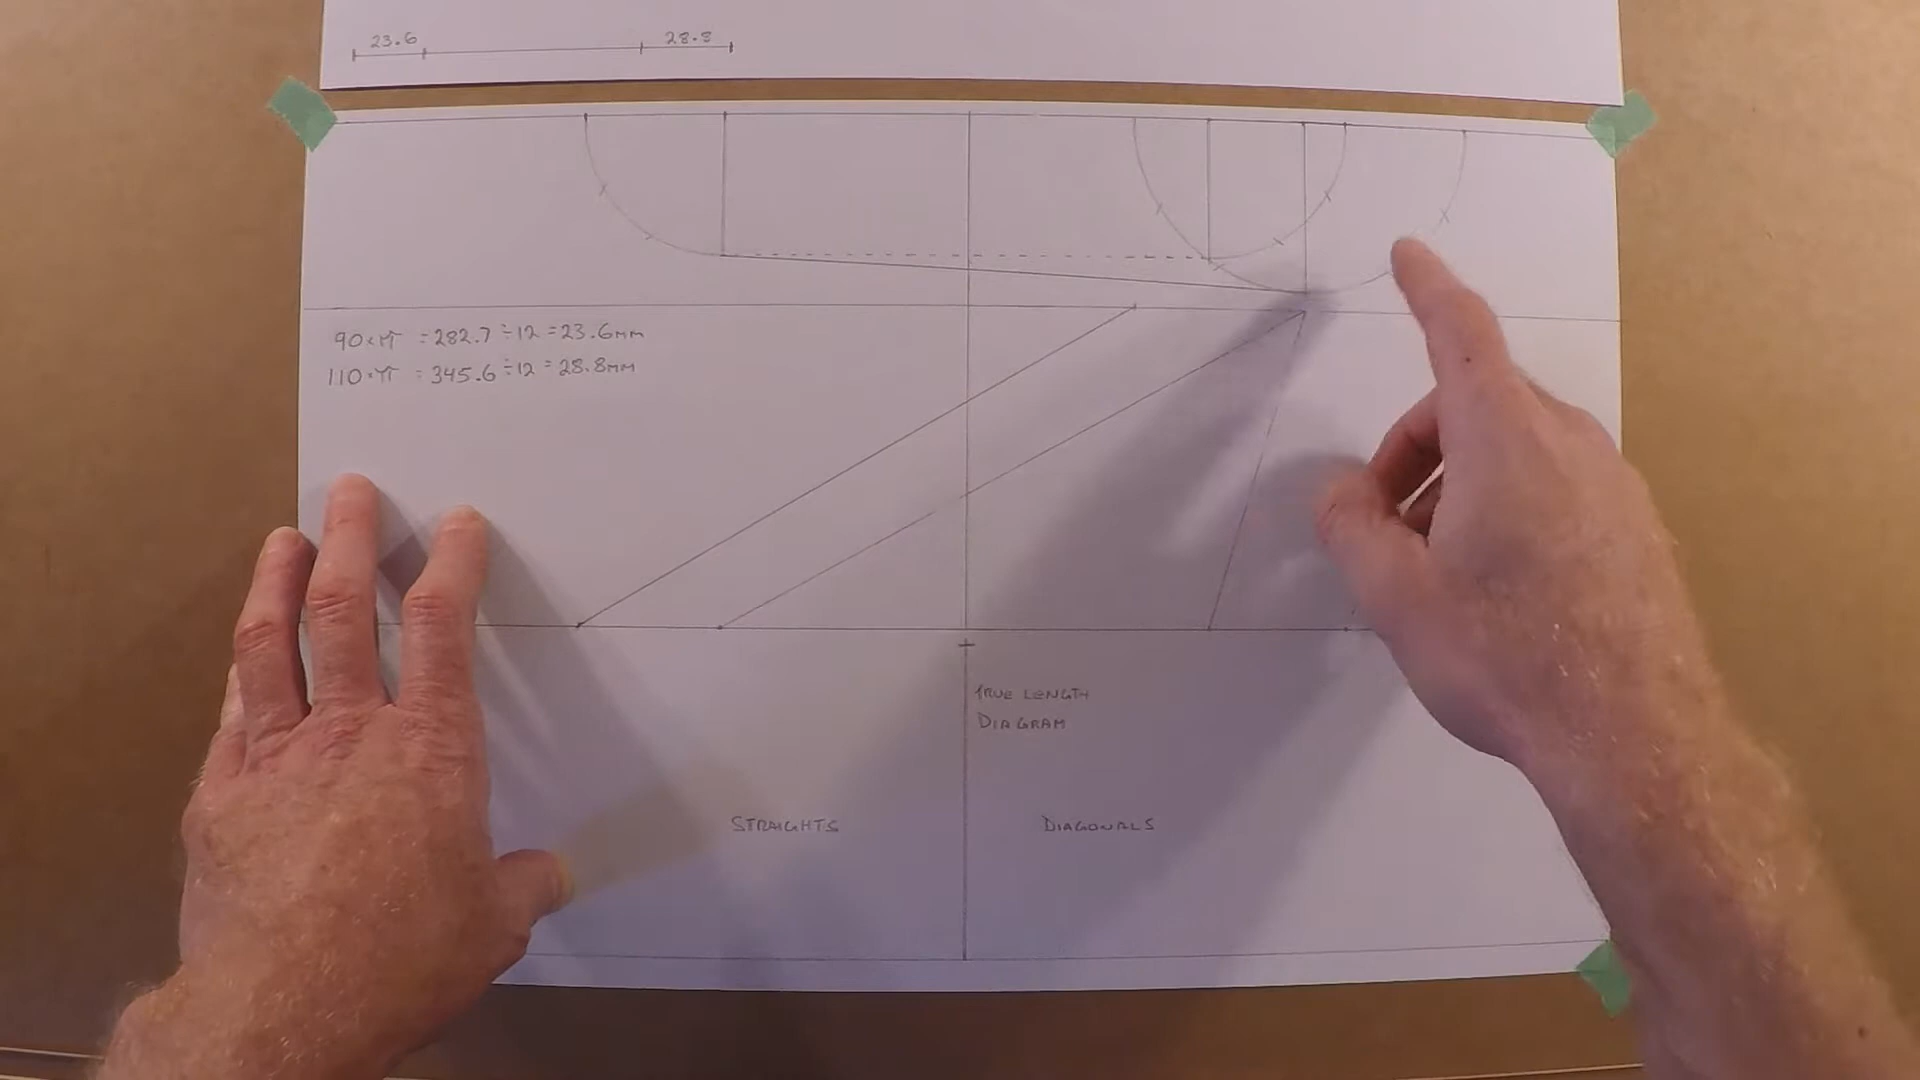 23.6 28.8
90×π = 282.7 ÷ 12 = 23.6MM
110×π = 345.6 ÷ 12 = 28.8MM
TRUE LENGTH
DIAGRAM
STRAIGHTS DIAGONALS